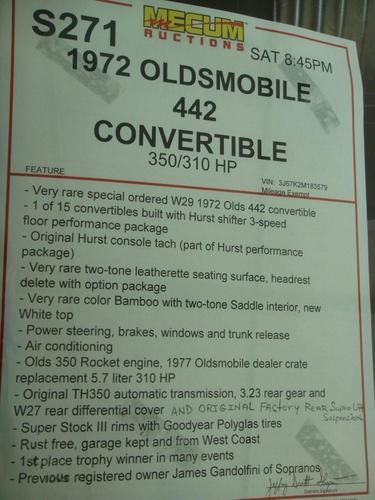 S271
MECUM
AUCTIONS
SAT 8:45PM
1972 OLDSMOBILE
442
CONVERTIBLE
350/310 HP
FEATURE
VIN: 3J67K2M183579
Mileage Exempt
- Very rare special ordered W29 1972 Olds 442 convertible
- 1 of 15 convertibles built with Hurst shifter 3-speed
floor performance package
- Original Hurst console tach (part of Hurst performance
package)
- Very rare two-tone leatherette seating surface, headrest
delete with option package
- Very rare color Bamboo with two-tone Saddle interior, new
White top
- Power steering, brakes, windows and trunk release
- Air conditioning
- Olds 350 Rocket engine, 1977 Oldsmobile dealer crate
replacement 5.7 liter 310 HP
- Original TH350 automatic transmission, 3.23 rear gear and
W27 rear differential cover AND ORIGINAL FACTORY REAR
SUSPENSION
- Super Stock III rims with Goodyear Polyglas tires
- Rust free, garage kept and from West Coast
- 1st place trophy winner in many events
- Previous registered owner James Gandolfini of Sopranos